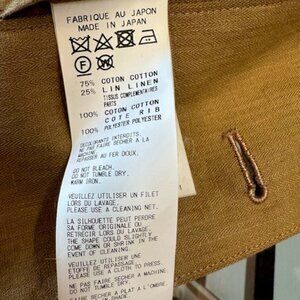 FABRIQUE AU JAPON
MADE IN JAPAN
F W
75% COTON COTTON
25% LIN LINEN
TISSUS COMPLEMENTAIRES
PARTS
100% COTON COTTON
COTE RIB
100% POLYESTER POLYESTER
DECOLORANTS INTERDITS.
NE PAS FAIRE SECHER A LA
MACHINE.
REPASSER AU FER DOUX.
DO NOT BLEACH.
DO NOT TUMBLE DRY.
WARM IRON.
VEUILLEZ UTILISER UN FILET
LORS DU LAVAGE.
PLEASE USE A CLEANING NET.
LA SILHOUETTE PEUT PERDRE
SA FORME ORIGINALE OU
RETRECIR LORS DU LAVAGE.
THE SHAPE COULD SLIGHTLY
COME DOWN OR SHRINK IN THE
EVENT OF CLEANING.
VEUILLEZ UTILISER UNE
ETOFFE DE REPASSAGE.
PLEASE USE A CLOTH TO PRESS.
NE PAS FAIRE SECHER A MACHINE
DO NOT TUMBLE DRY.
FAIRE SECHER A PLAT A L'OMBRE